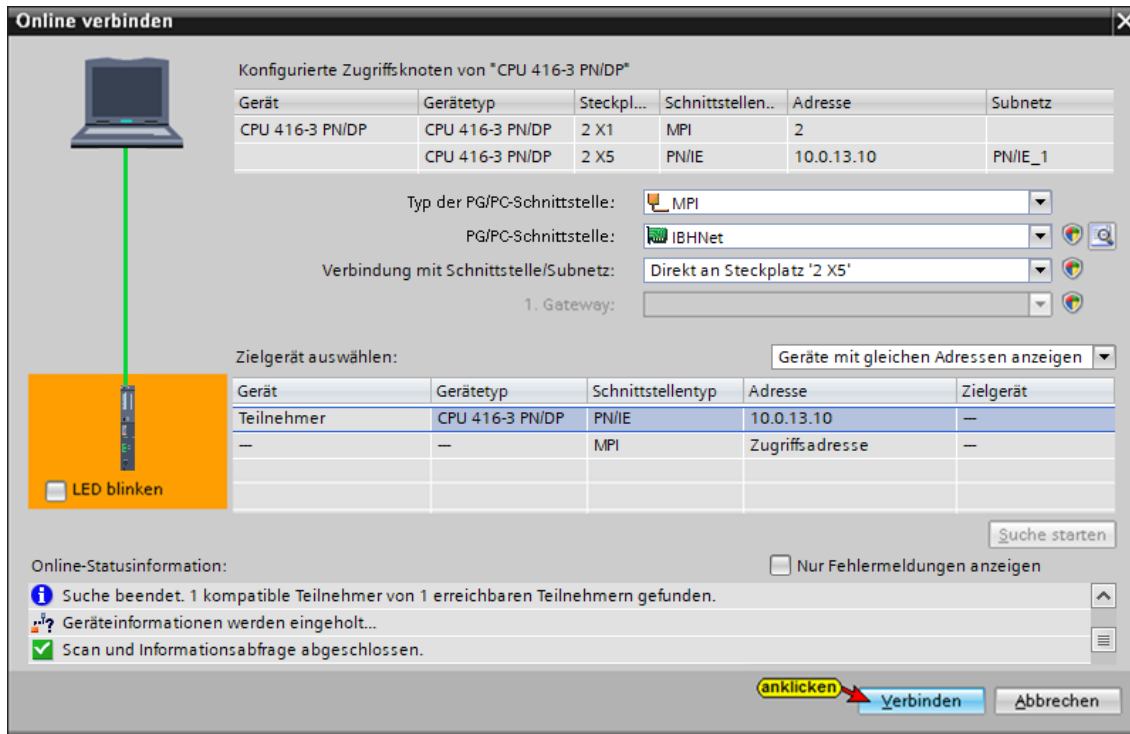 Online verbinden
Konfigurierte Zugriffsknoten von "CPU 416-3 PN/DP"
Gerät Gerätetyp Steckpl... Schnittstellen.. Adresse Subnetz
CPU 416-3 PN/DP CPU 416-3 PN/DP 2 X1 MPI 2
CPU 416-3 PN/DP 2 X5 PN/IE 10.0.13.10 PN/IE_1
Typ der PG/PC-Schnittstelle: MPI
PG/PC-Schnittstelle: IBHNet
Verbindung mit Schnittstelle/Subnetz: Direkt an Steckplatz '2 X5'
1. Gateway:
Zielgerät auswählen: Geräte mit gleichen Adressen anzeigen
Gerät Gerätetyp Schnittstellentyp Adresse Zielgerät
Teilnehmer CPU 416-3 PN/DP PN/IE 10.0.13.10 —
— — MPI Zugriffsadresse —
LED blinken
Suche starten
Online-Statusinformation: Nur Fehlermeldungen anzeigen
Suche beendet. 1 kompatible Teilnehmer von 1 erreichbaren Teilnehmern gefunden.
Geräteinformationen werden eingeholt...
Scan und Informationsabfrage abgeschlossen.
anklicken
Verbinden Abbrechen